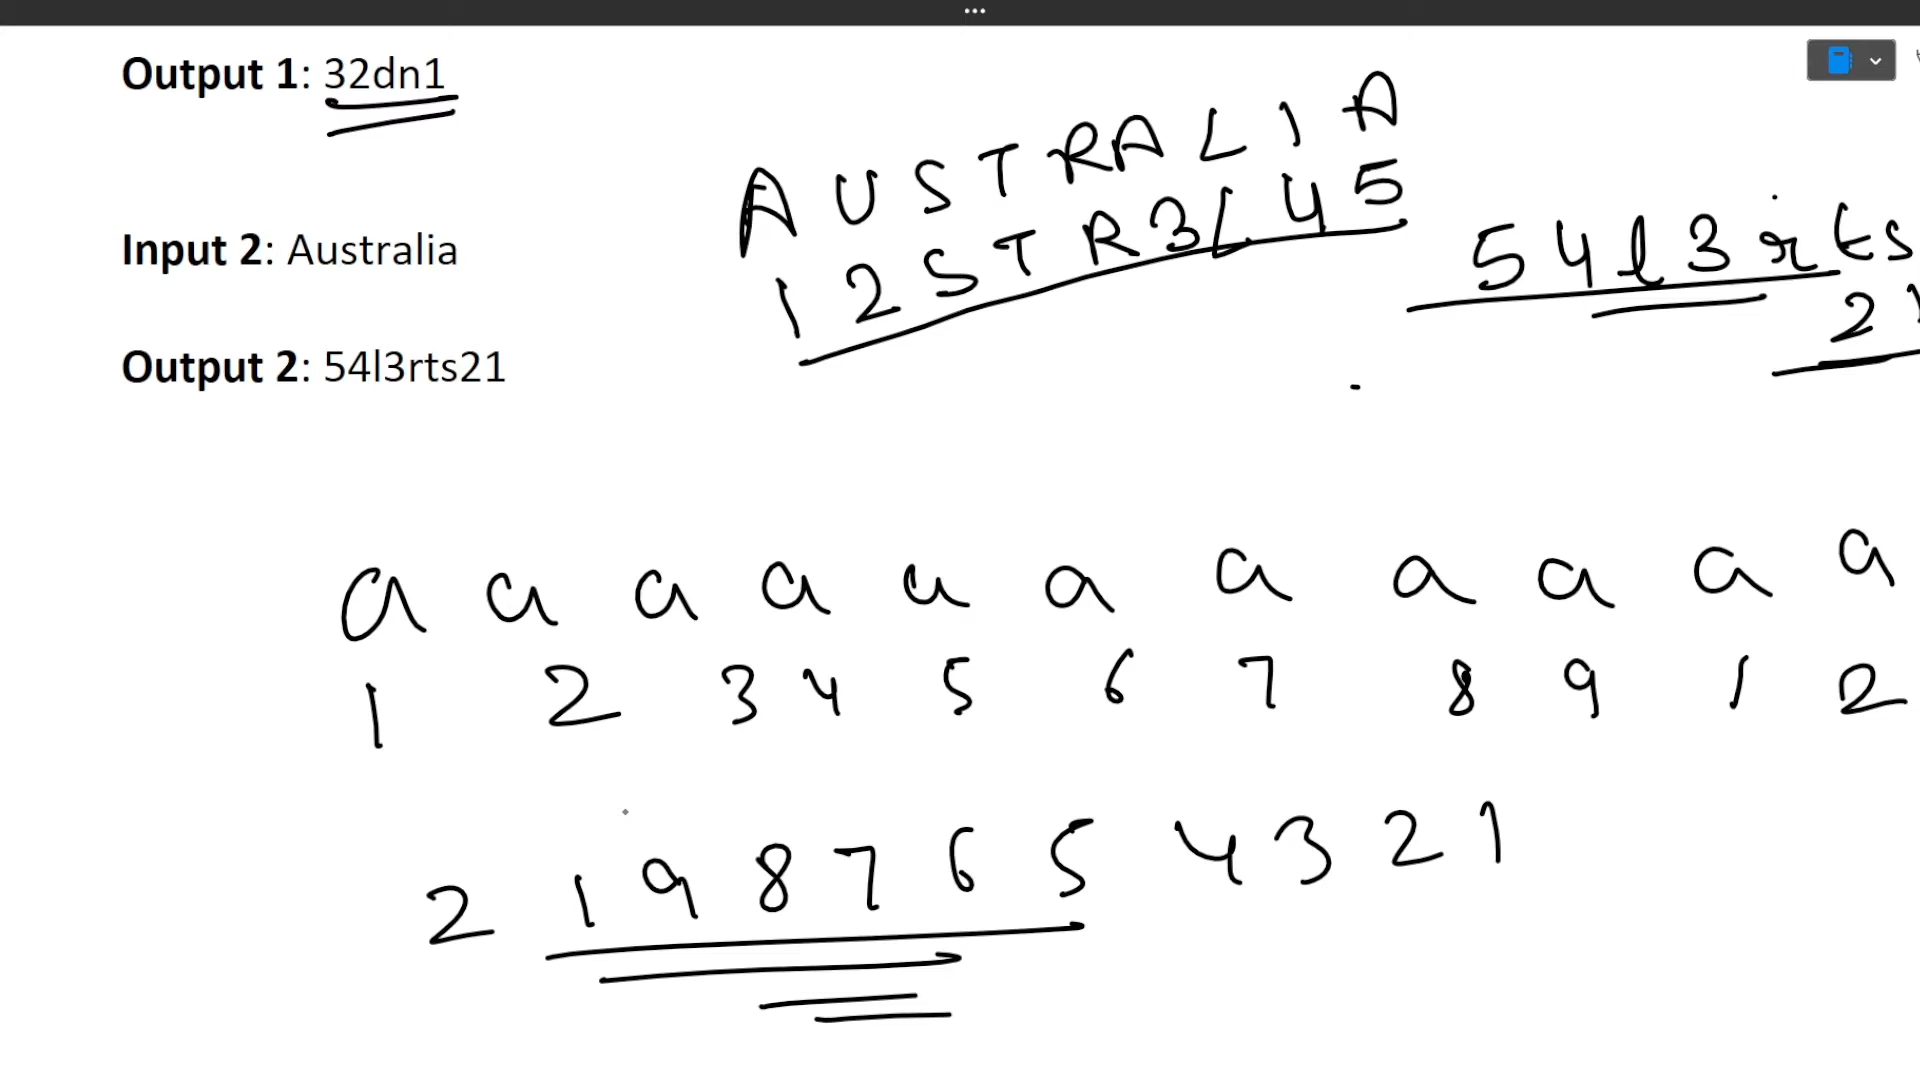 Output 1: 32dn1
AUSTRALIA
12STR3L45
Input 2: Australia
54l3rts
21
Output 2: 54l3rts21
a a a a a a a a a a a
1 2 3 4 5 6 7 8 9 1 2
2 1 9 8 7 6 5 4 3 2 1